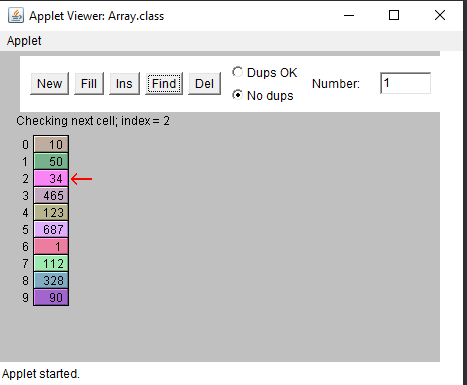 Applet Viewer: Array.class
Applet
New Fill Ins Find Del Dups OK No dups Number: 1
Checking next cell; index = 2
0 10
1 50
2 34
3 465
4 123
5 687
6 1
7 112
8 328
9 90
Applet started.